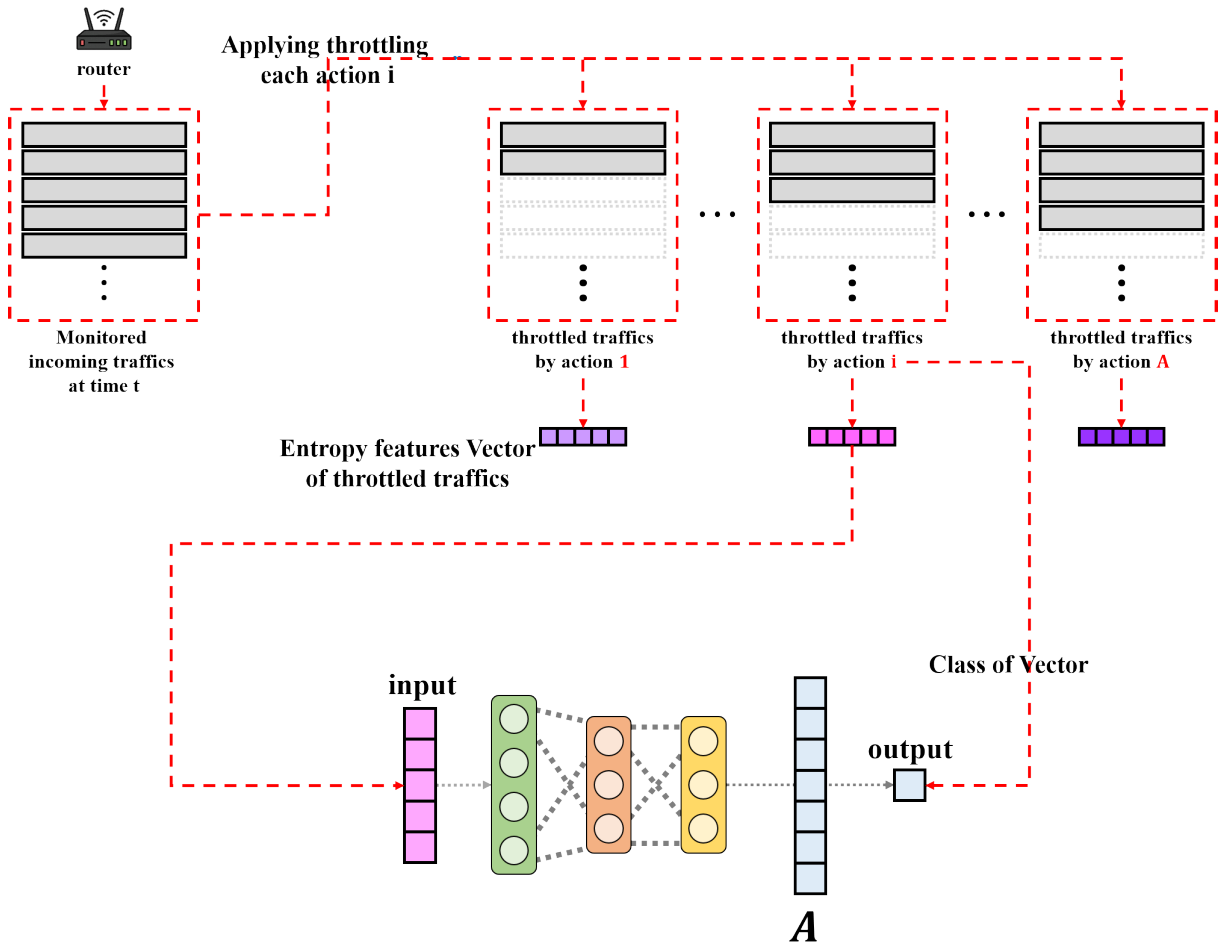 router
Applying throttling
each action i
Monitored
incoming traffics
at time t
throttled traffics
by action 1
throttled traffics
by action i
throttled traffics
by action A
Entropy features Vector
of throttled traffics
Class of Vector
input
output
A